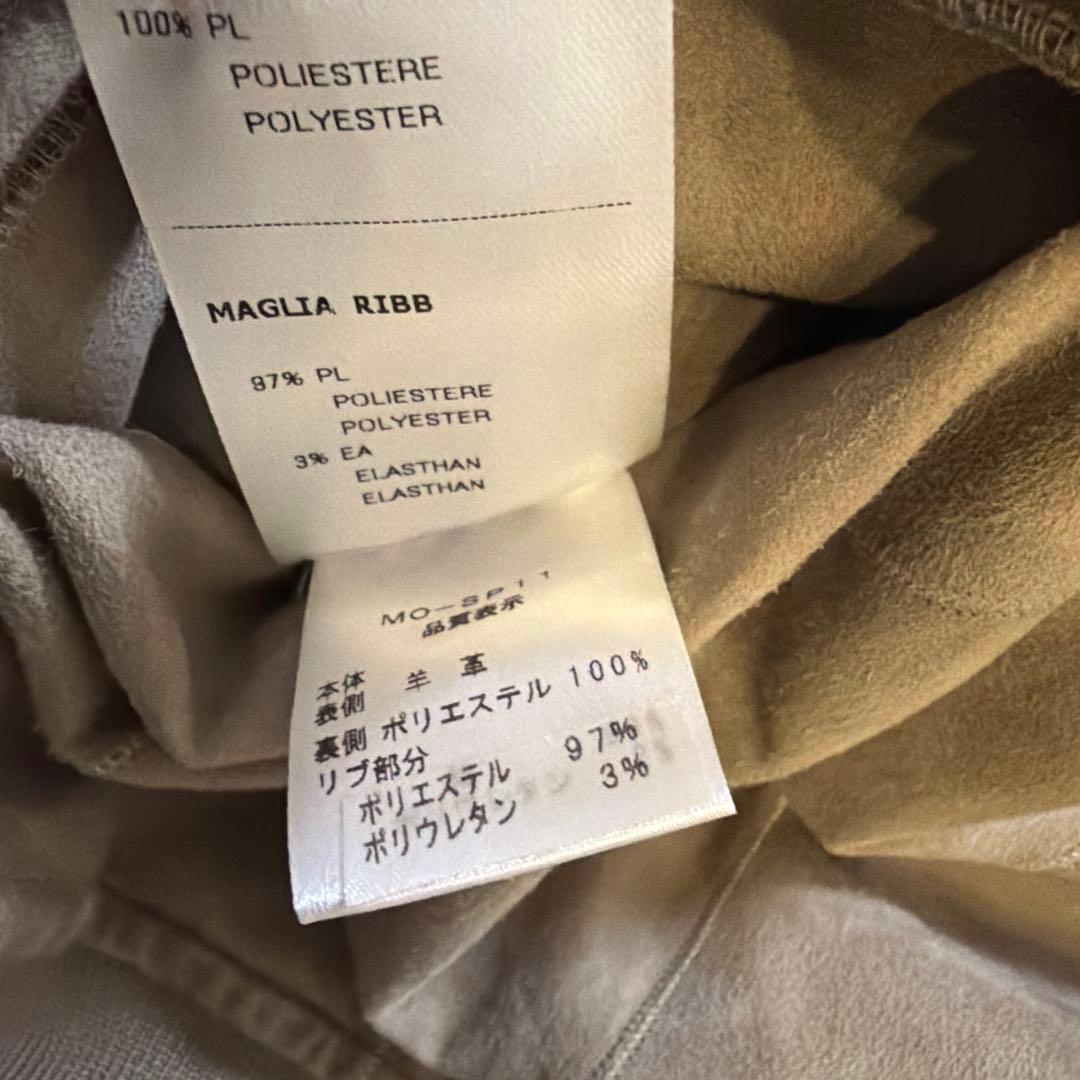 100% PL
POLIESTERE
POLYESTER
MAGLIA RIBB
97% PL
POLIESTERE
POLYESTER
3% EA
ELASTHAN
ELASTHAN
MO-SP11
品質表示
本体
表側 羊 革
裏側 ポリエステル 100%
リブ部分
ポリエステル 97%
ポリウレタン 3%